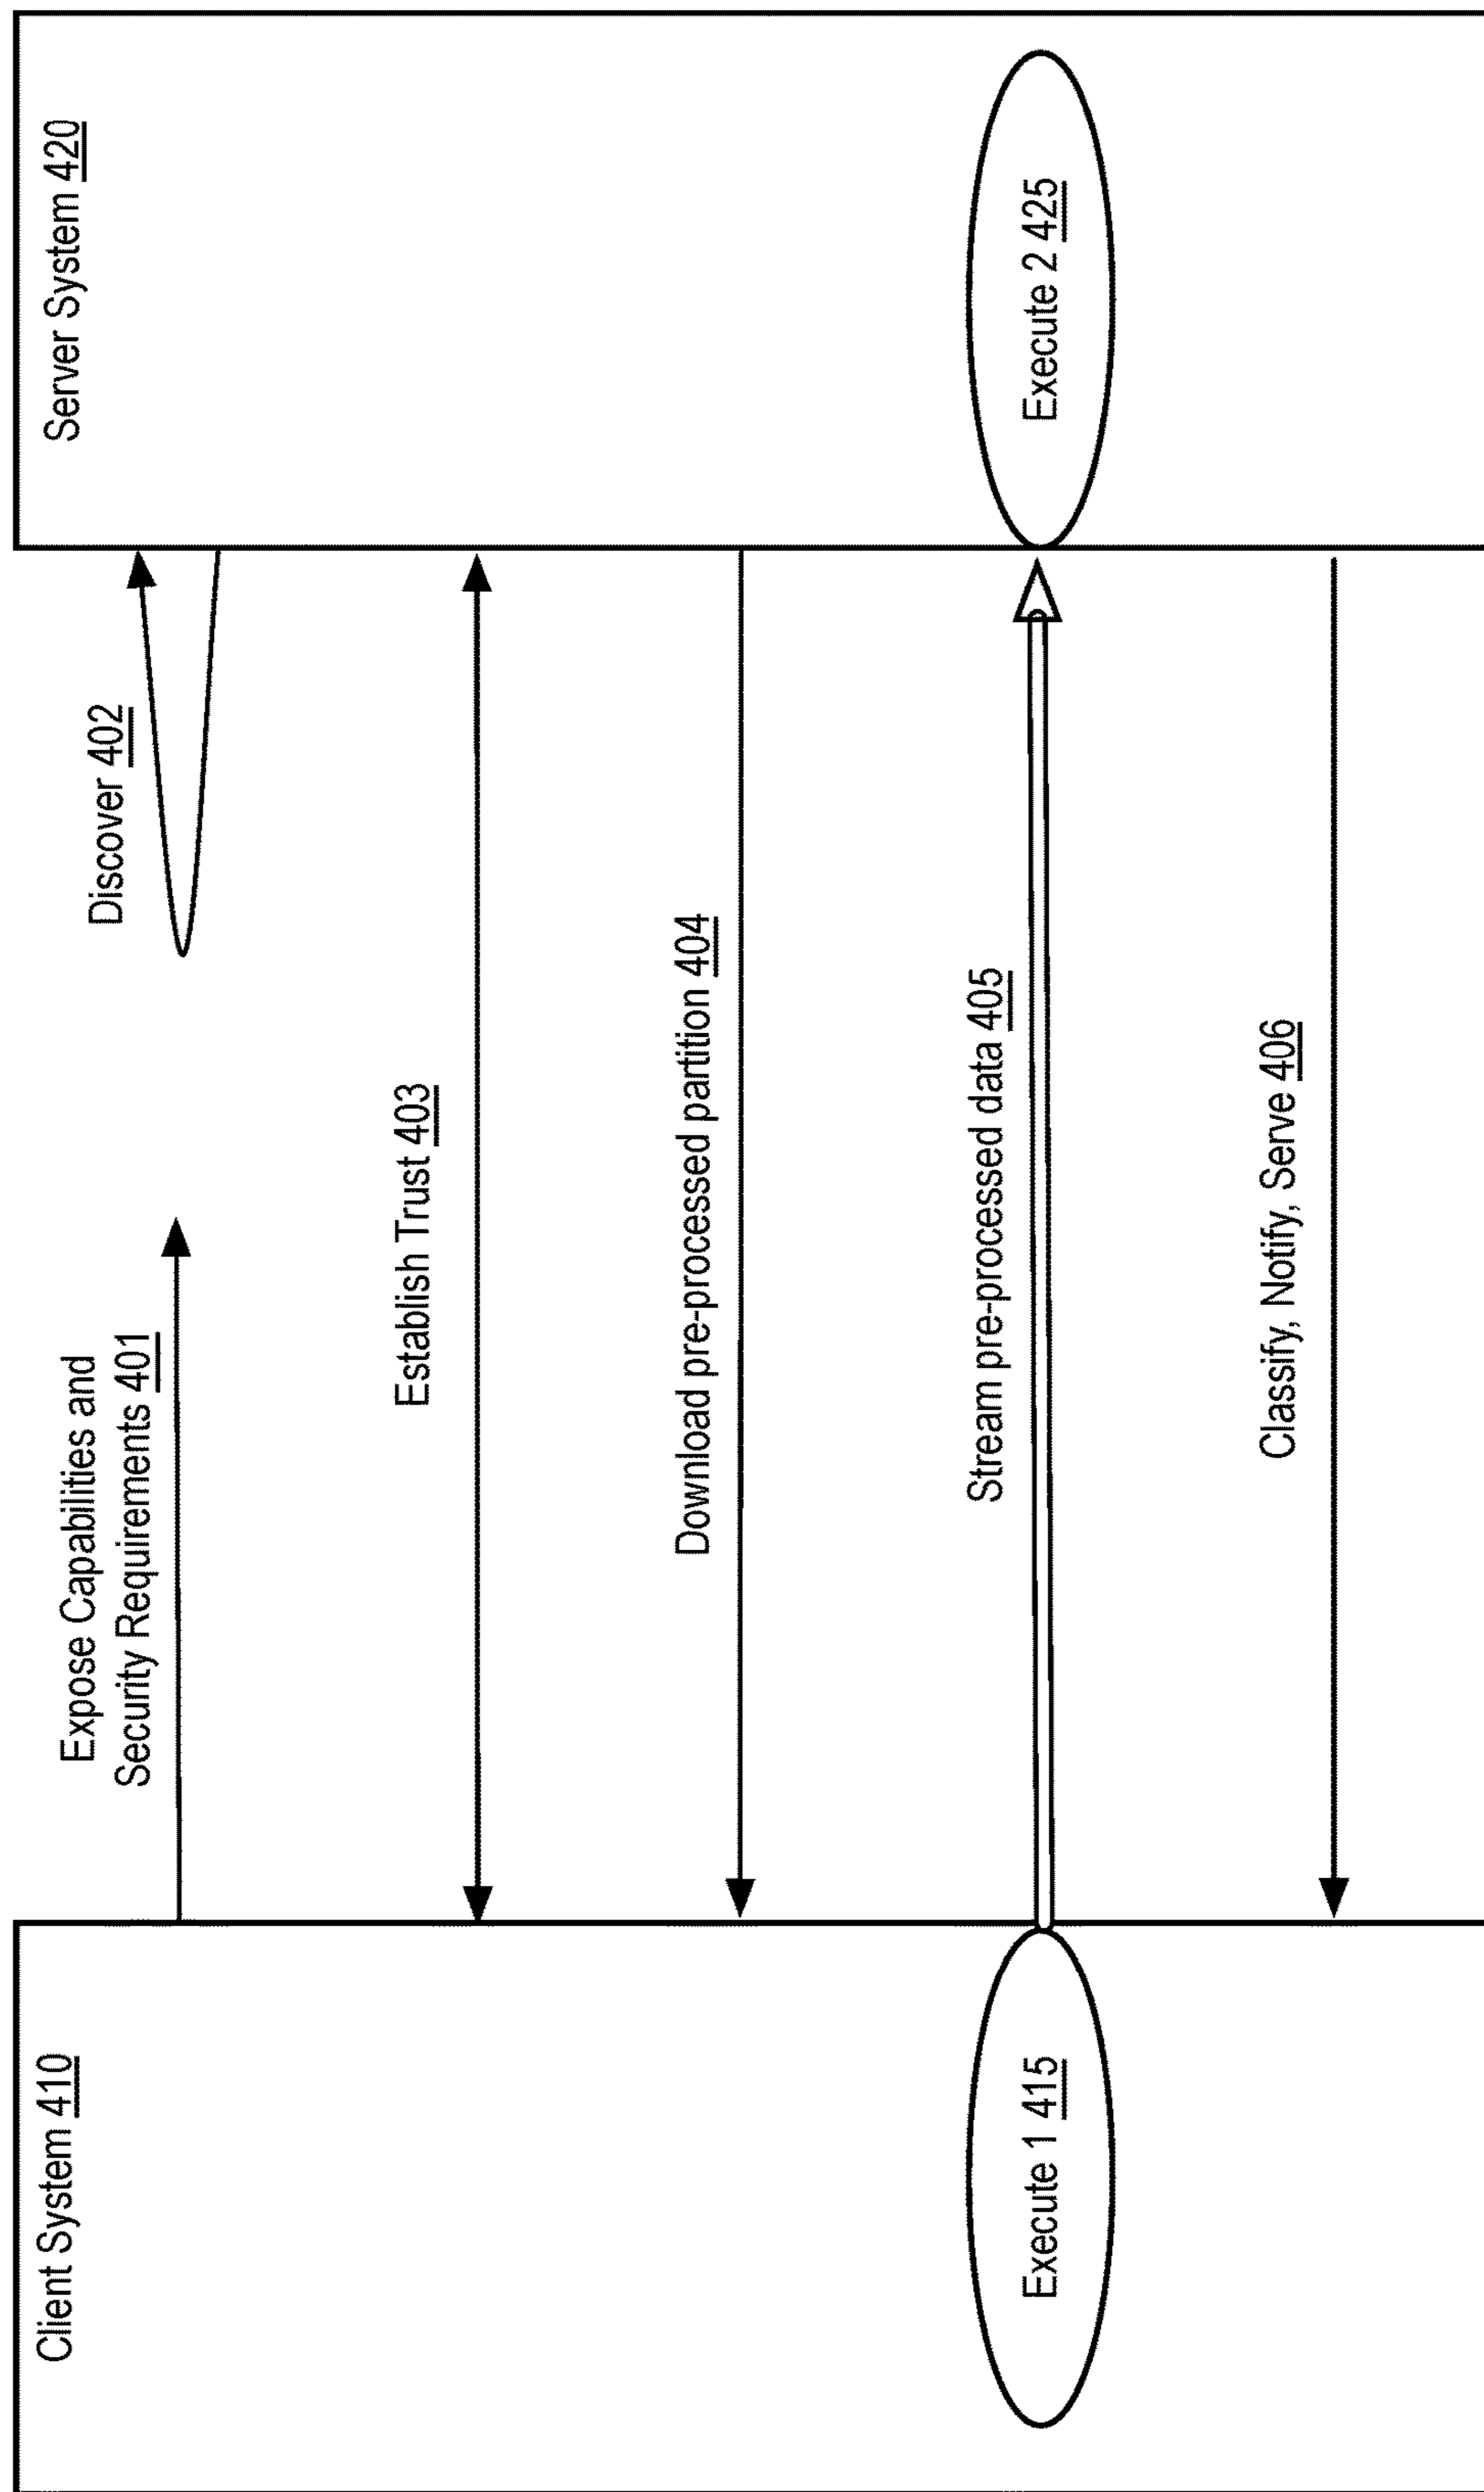 Client System 410
Server System 420
Expose Capabilities and
Security Requirements 401
Discover 402
Establish Trust 403
Download pre-processed partition 404
Stream pre-processed data 405
Execute 1 415
Execute 2 425
Classify, Notify, Serve 406